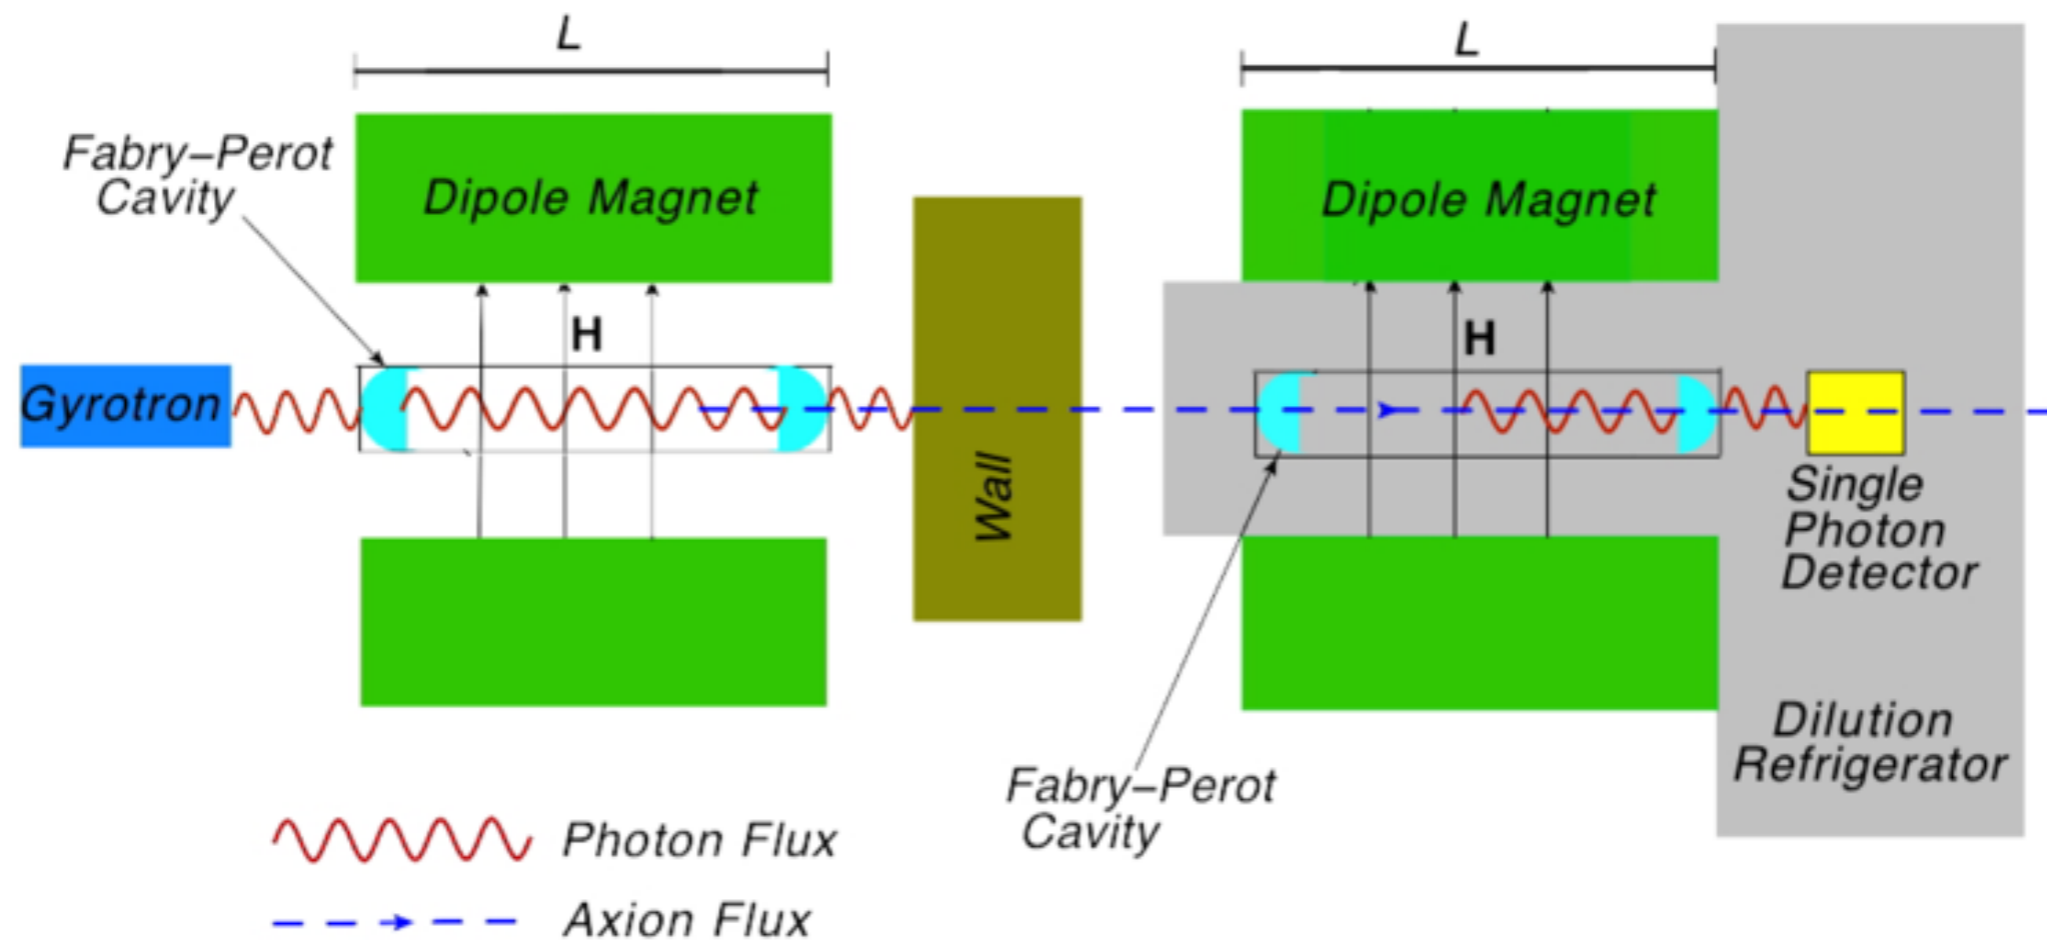 L
L
Fabry–Perot
Cavity
Dipole Magnet
Dipole Magnet
H
H
Gyrotron
Wall
Single
Photon
Detector
Dilution
Refrigerator
Fabry–Perot
Cavity
Photon Flux
Axion Flux